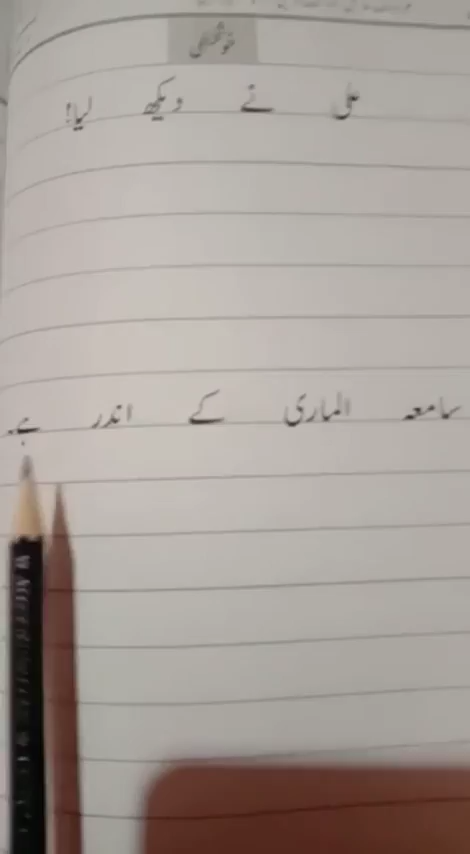 خوشخطی
علی نے دیکھ لیا!
سامعہ الماری کے اندر ہے۔